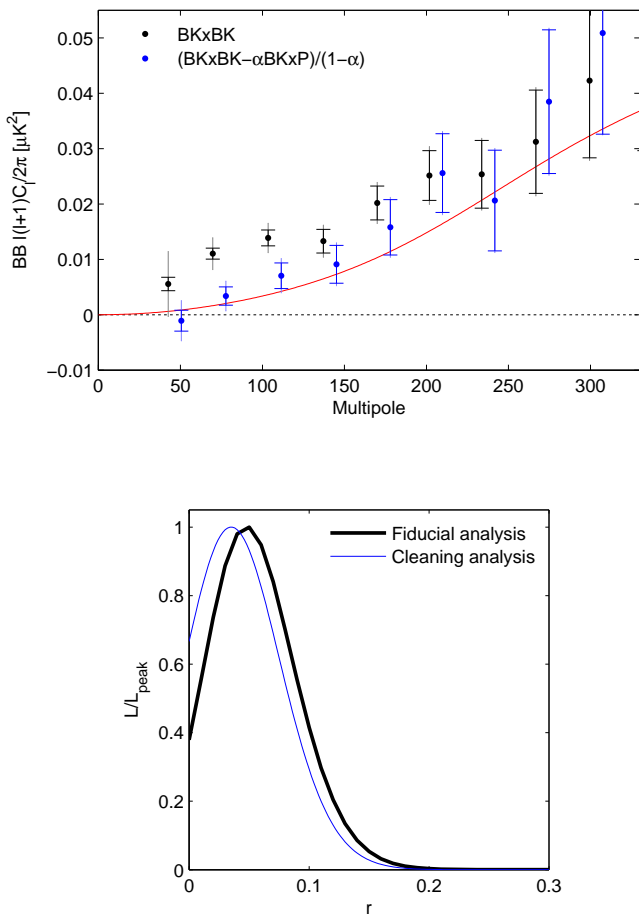 BKxBK
(BKxBK−αBKxP)/(1−α)
BB l(l+1)C_l/2π [μK²]
0.05
0.04
0.03
0.02
0.01
0
−0.01
0 50 100 150 200 250 300
Multipole
Fiducial analysis
Cleaning analysis
L/L_peak
1
0.8
0.6
0.4
0.2
0
0 0.1 0.2 0.3
r